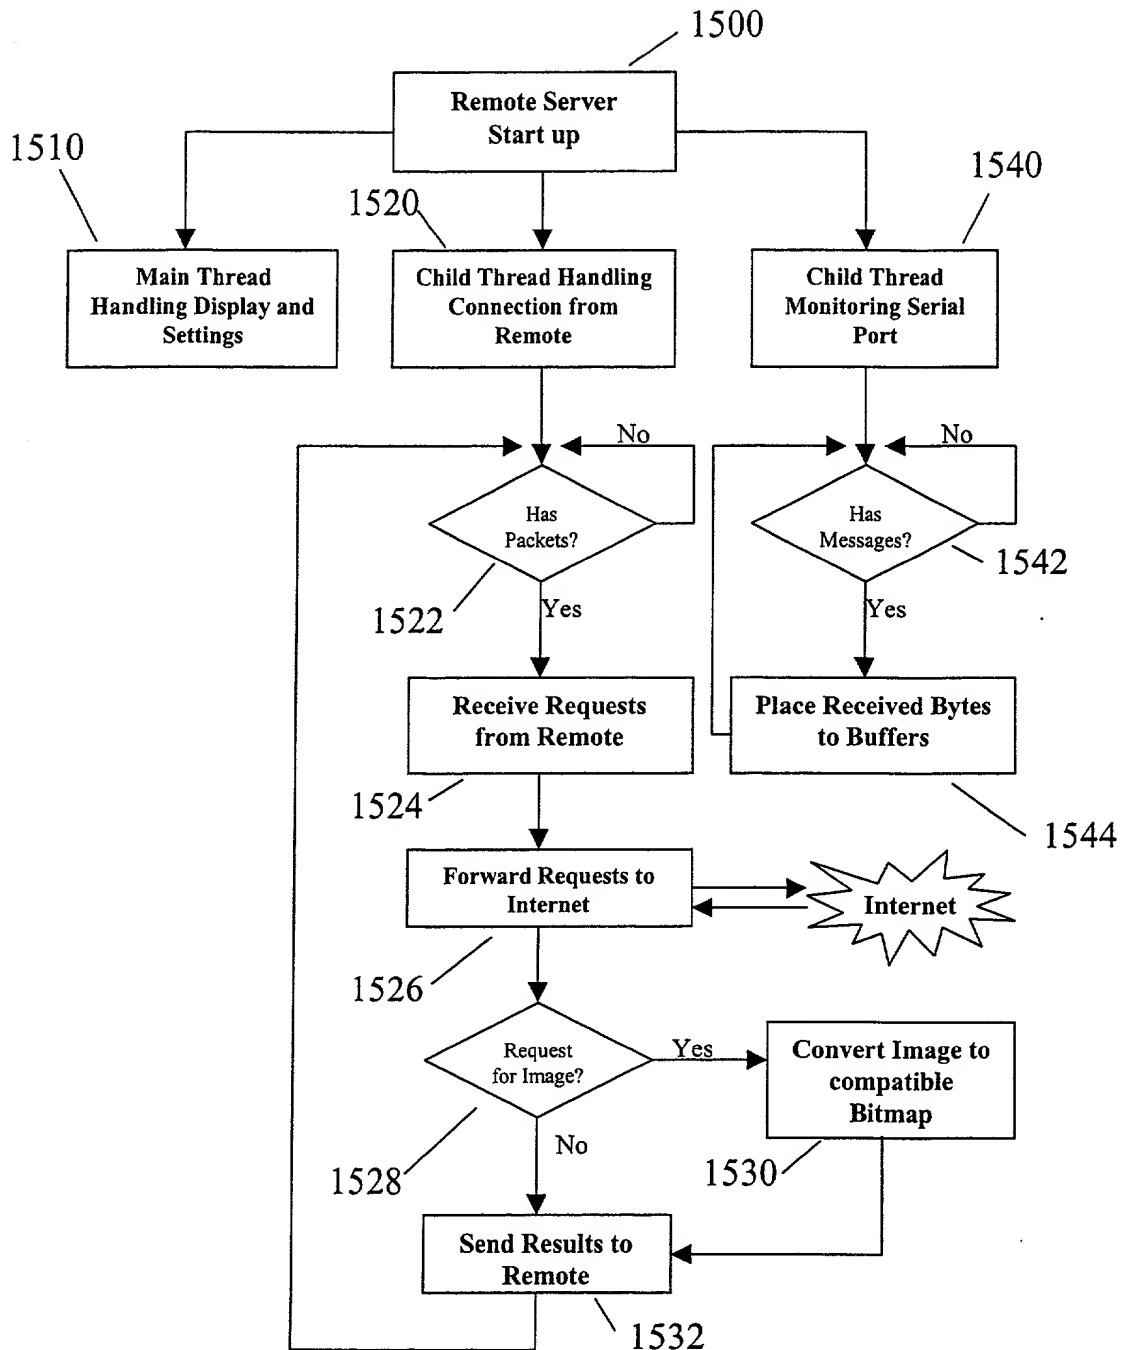 1500
Remote Server
Start up
1510
1520
1540
Main Thread
Handling Display and
Settings
Child Thread Handling
Connection from
Remote
Child Thread
Monitoring Serial
Port
No
No
Has
Packets?
Has
Messages?
1522
1542
Yes
Yes
Receive Requests
from Remote
Place Received Bytes
to Buffers
1524
1544
Forward Requests to
Internet
Internet
1526
Request
for Image?
Yes
Convert Image to
compatible
Bitmap
No
1528
1530
Send Results to
Remote
1532